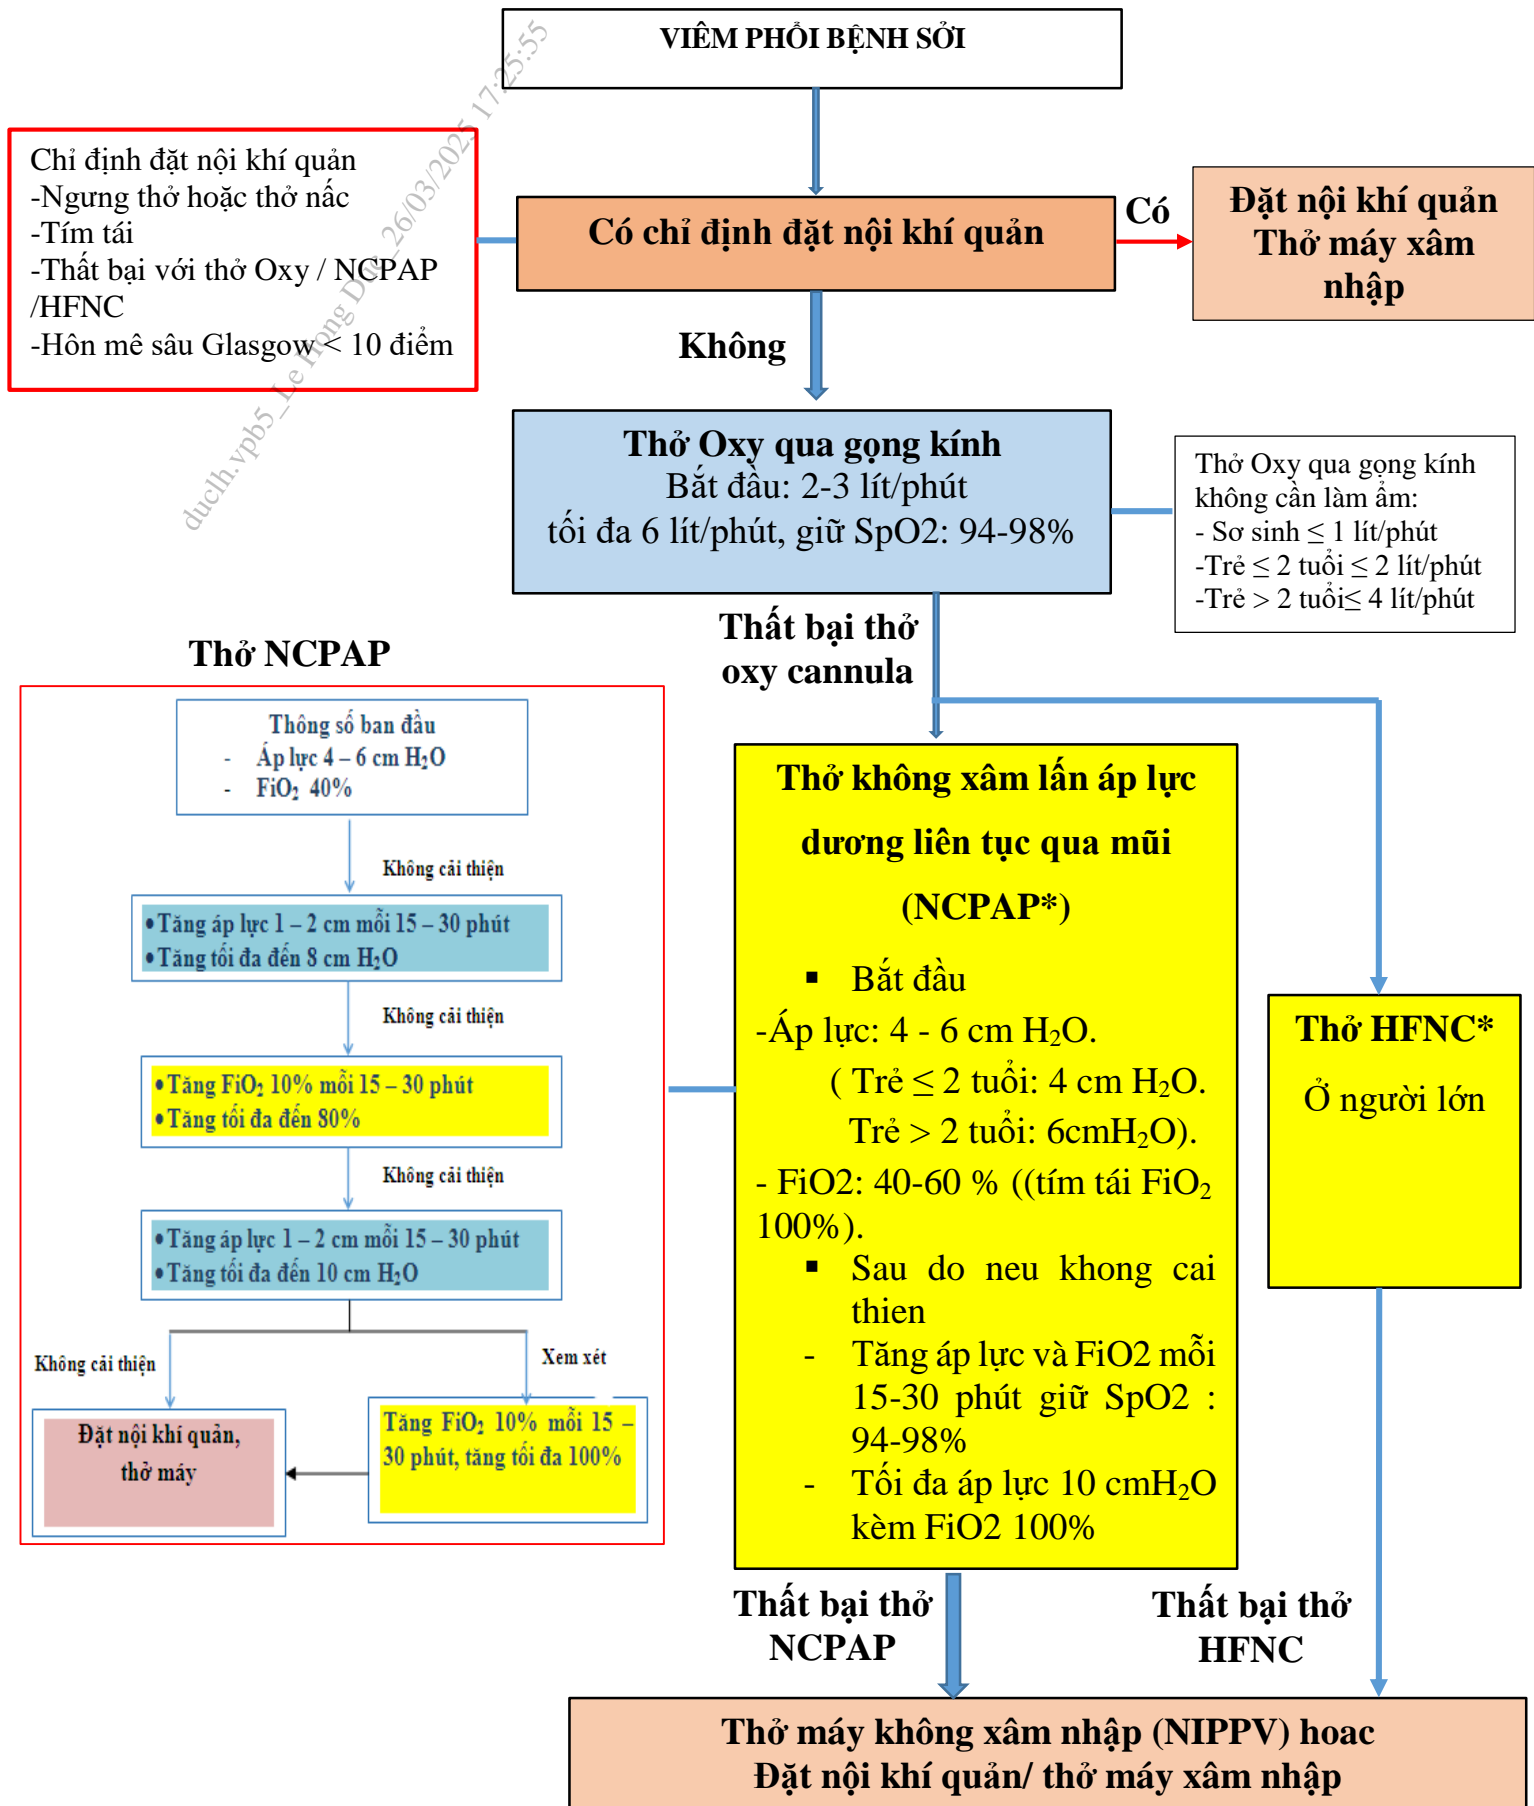 VIÊM PHỔI BỆNH SỞI
duclh.vpb5_Le Hong Duc_26/03/2025 17:25:55
Chỉ định đặt nội khí quản
-Ngưng thở hoặc thở nấc
-Tím tái
-Thất bại với thở Oxy / NCPAP
/HFNC
-Hôn mê sâu Glasgow < 10 điểm
Có chỉ định đặt nội khí quản
Có
Đặt nội khí quản
Thở máy xâm
nhập
Không
Thở Oxy qua gọng kính
Bắt đầu: 2-3 lít/phút
tối đa 6 lít/phút, giữ SpO2: 94-98%
Thở Oxy qua gọng kính
không cần làm ẩm:
- Sơ sinh ≤ 1 lít/phút
-Trẻ ≤ 2 tuổi ≤ 2 lít/phút
-Trẻ > 2 tuổi≤ 4 lít/phút
Thất bại thở
oxy cannula
Thở NCPAP
Thông số ban đầu
- Áp lực 4 – 6 cm H₂O
- FiO₂ 40%
Không cải thiện
• Tăng áp lực 1 – 2 cm mỗi 15 – 30 phút
• Tăng tối đa đến 8 cm H₂O
Không cải thiện
• Tăng FiO₂ 10% mỗi 15 – 30 phút
• Tăng tối đa đến 80%
Không cải thiện
• Tăng áp lực 1 – 2 cm mỗi 15 – 30 phút
• Tăng tối đa đến 10 cm H₂O
Không cải thiện
Xem xét
Đặt nội khí quản,
thở máy
Tăng FiO₂ 10% mỗi 15 –
30 phút, tăng tối đa 100%
Thở không xâm lấn áp lực
dương liên tục qua mũi
(NCPAP*)
▪ Bắt đầu
-Áp lực: 4 - 6 cm H₂O.
( Trẻ ≤ 2 tuổi: 4 cm H₂O.
Trẻ > 2 tuổi: 6cmH₂O).
- FiO2: 40-60 % ((tím tái FiO₂
100%).
▪ Sau do neu khong cai
thien
- Tăng áp lực và FiO2 mỗi
15-30 phút giữ SpO2 :
94-98%
- Tối đa áp lực 10 cmH₂O
kèm FiO2 100%
Thở HFNC*
Ở người lớn
Thất bại thở
NCPAP
Thất bại thở
HFNC
Thở máy không xâm nhập (NIPPV) hoac
Đặt nội khí quản/ thở máy xâm nhập